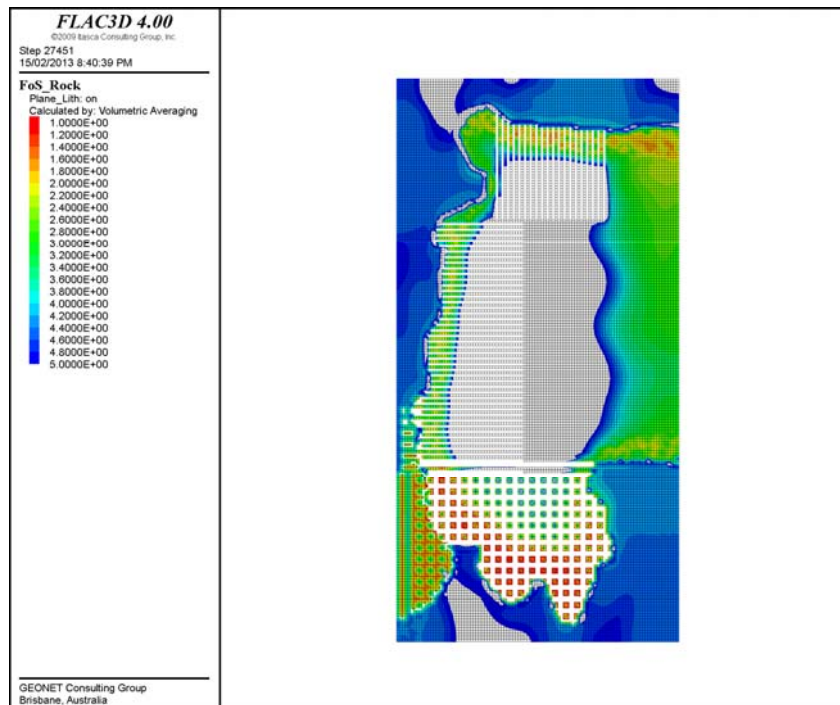 FLAC3D 4.00
©2009 Itasca Consulting Group, Inc.
Step 27451
15/02/2013 8:40:39 PM
FoS_Rock
Plane_Lith: on
Calculated by: Volumetric Averaging
1.0000E+00
1.2000E+00
1.4000E+00
1.6000E+00
1.8000E+00
2.0000E+00
2.2000E+00
2.4000E+00
2.6000E+00
2.8000E+00
3.0000E+00
3.2000E+00
3.4000E+00
3.6000E+00
3.8000E+00
4.0000E+00
4.2000E+00
4.4000E+00
4.6000E+00
4.8000E+00
5.0000E+00
GEONET Consulting Group
Brisbane, Australia